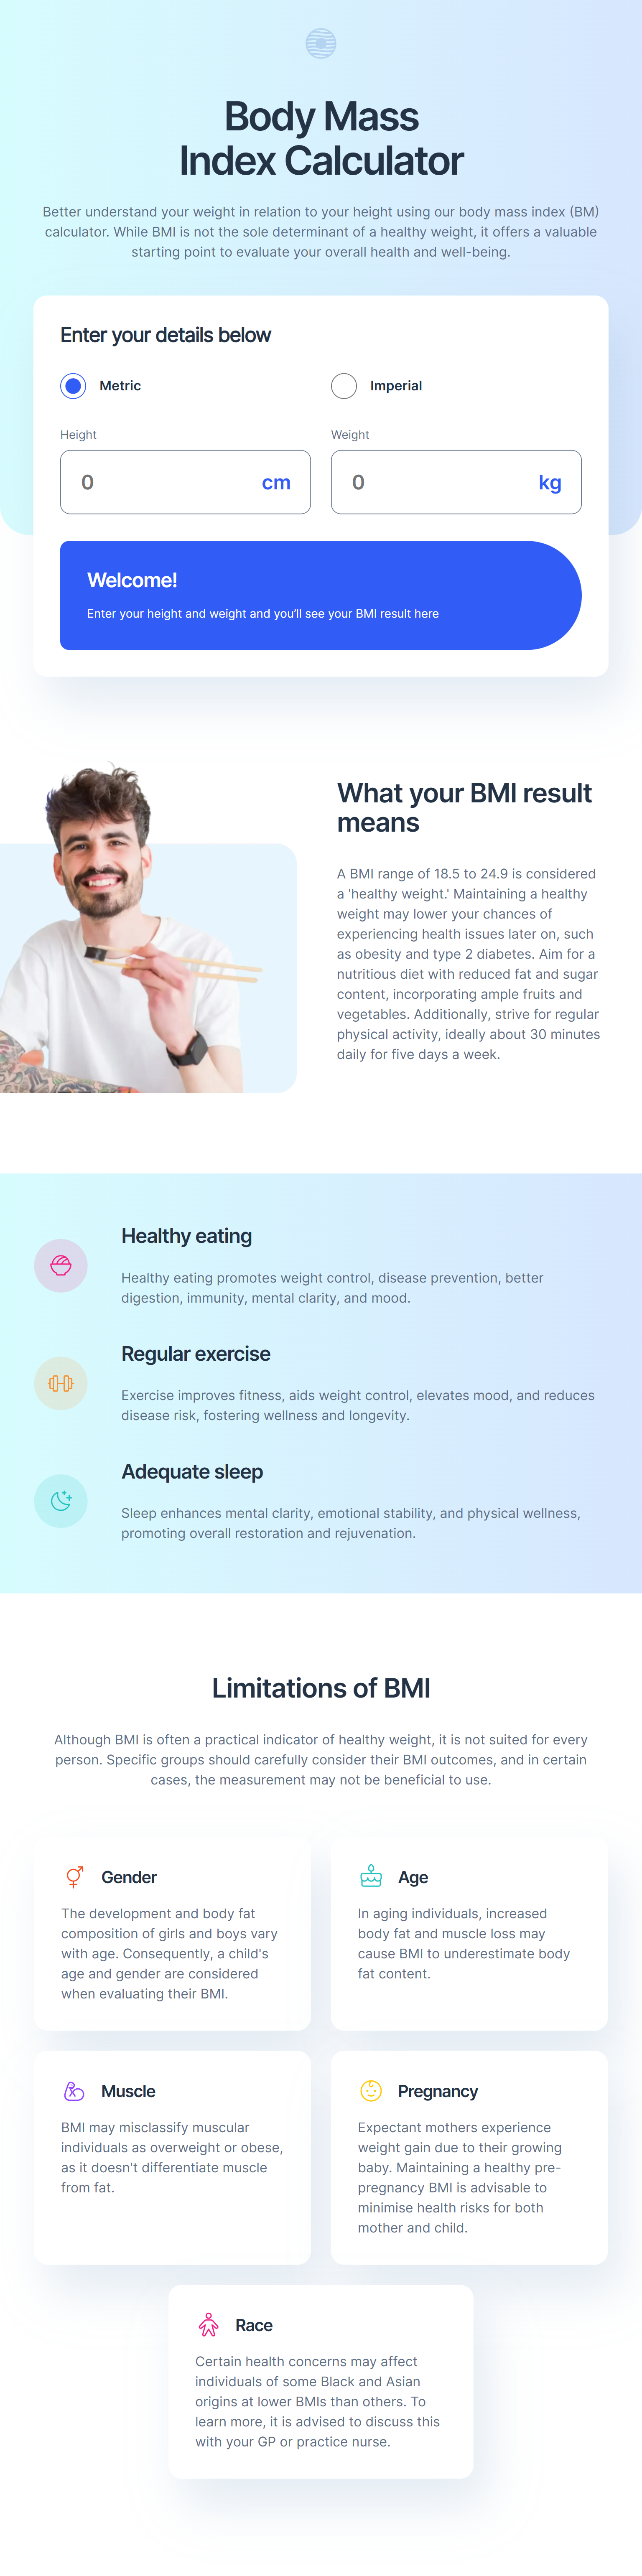 Body Mass
Index Calculator
Better understand your weight in relation to your height using our body mass index (BM)
calculator. While BMI is not the sole determinant of a healthy weight, it offers a valuable
starting point to evaluate your overall health and well-being.
Enter your details below
Metric
Imperial
Height
Weight
0 cm
0 kg
Welcome!
Enter your height and weight and you'll see your BMI result here
What your BMI result
means
A BMI range of 18.5 to 24.9 is considered
a 'healthy weight.' Maintaining a healthy
weight may lower your chances of
experiencing health issues later on, such
as obesity and type 2 diabetes. Aim for a
nutritious diet with reduced fat and sugar
content, incorporating ample fruits and
vegetables. Additionally, strive for regular
physical activity, ideally about 30 minutes
daily for five days a week.
Healthy eating
Healthy eating promotes weight control, disease prevention, better
digestion, immunity, mental clarity, and mood.
Regular exercise
Exercise improves fitness, aids weight control, elevates mood, and reduces
disease risk, fostering wellness and longevity.
Adequate sleep
Sleep enhances mental clarity, emotional stability, and physical wellness,
promoting overall restoration and rejuvenation.
Limitations of BMI
Although BMI is often a practical indicator of healthy weight, it is not suited for every
person. Specific groups should carefully consider their BMI outcomes, and in certain
cases, the measurement may not be beneficial to use.
Gender
The development and body fat
composition of girls and boys vary
with age. Consequently, a child's
age and gender are considered
when evaluating their BMI.
Age
In aging individuals, increased
body fat and muscle loss may
cause BMI to underestimate body
fat content.
Muscle
BMI may misclassify muscular
individuals as overweight or obese,
as it doesn't differentiate muscle
from fat.
Pregnancy
Expectant mothers experience
weight gain due to their growing
baby. Maintaining a healthy pre-
pregnancy BMI is advisable to
minimise health risks for both
mother and child.
Race
Certain health concerns may affect
individuals of some Black and Asian
origins at lower BMIs than others. To
learn more, it is advised to discuss this
with your GP or practice nurse.